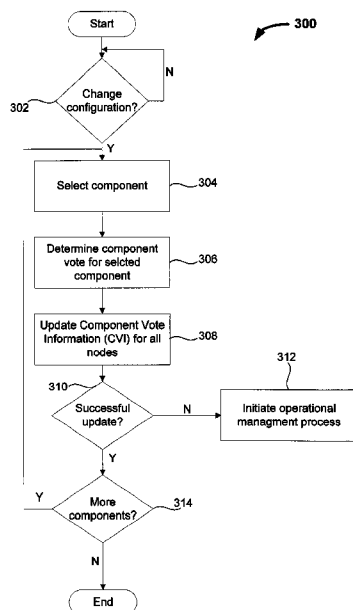 300
Start
N
Change
configuration?
302
Y
Select component
304
Determine component
vote for selcted
component
306
Update Component Vote
Information (CVI) for all
nodes
308
310
Successful
update?
N
312
Initiate operational
managment process
Y
Y
More
components?
314
N
End